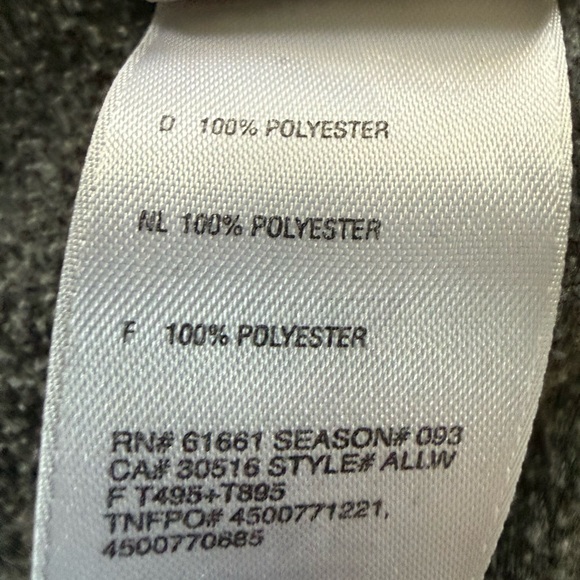 D 100% POLYESTER
NL 100% POLYESTER
F 100% POLYESTER
RN# 61661 SEASON# 093
CA# 30516 STYLE# ALLW
F T495+T895
TNFPO# 4500771221,
4500770685